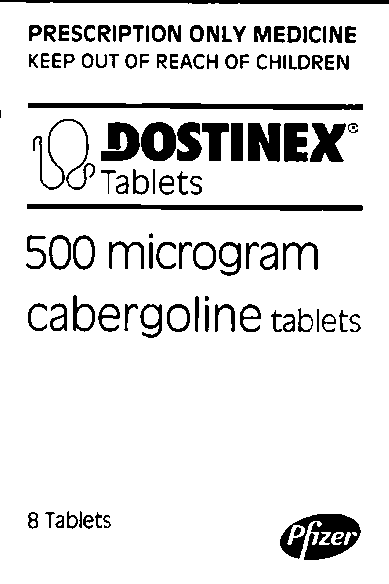 PRESCRIPTION ONLY MEDICINE
KEEP OUT OF REACH OF CHILDREN
DOSTINEX®
Tablets
500 microgram
cabergoline tablets
8 Tablets
Pfizer